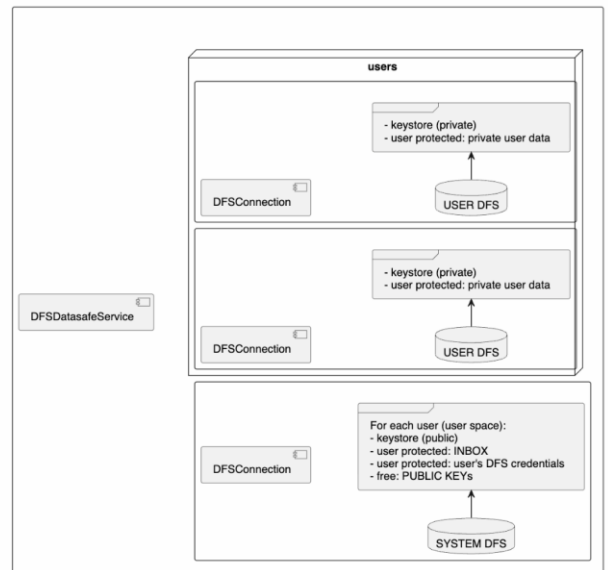 users
- keystore (private)
- user protected: private user data
DFSConnection
USER DFS
- keystore (private)
- user protected: private user data
DFSDatasafeService
DFSConnection
USER DFS
For each user (user space):
- keystore (public)
- user protected: INBOX
- user protected: user's DFS credentials
- free: PUBLIC KEYs
DFSConnection
SYSTEM DFS